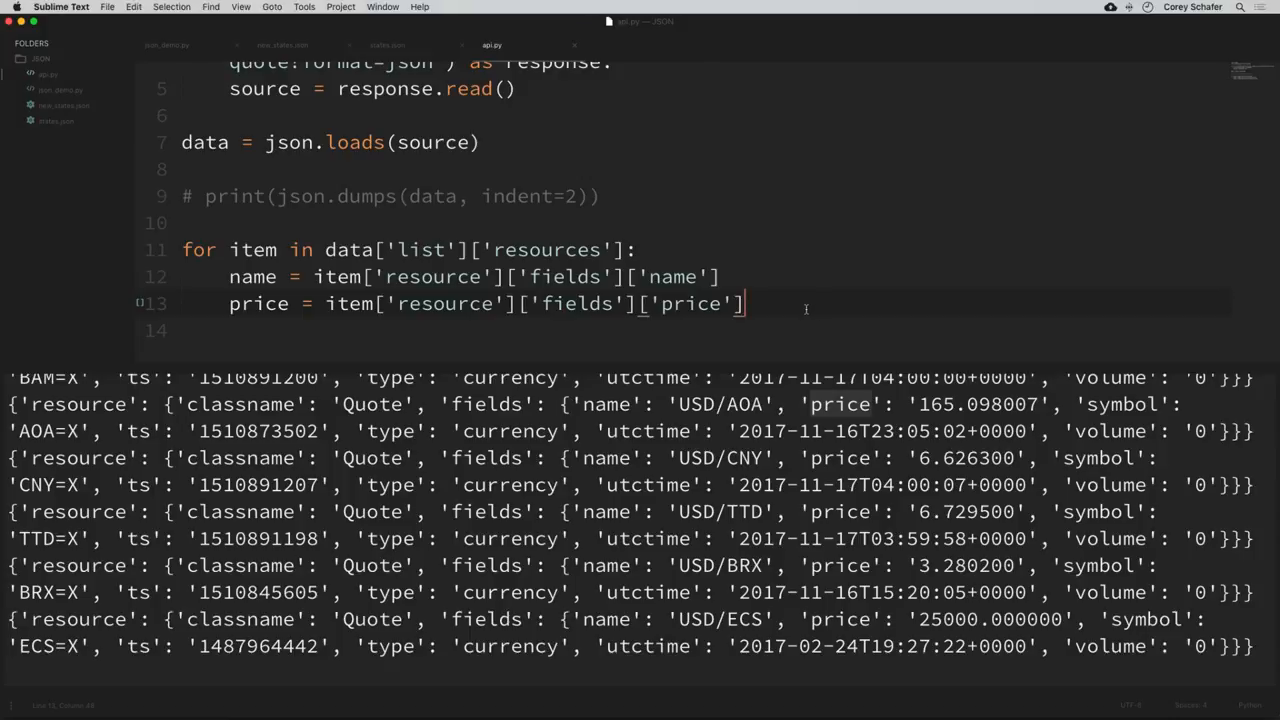 Sublime Text File Edit Selection Find View Goto Tools Project Window Help Corey Schafer
api.py
FOLDERS
JSON
api.py
json_demo.py
new_states.json
states.json
json_demo.py new_states.json states.json api.py
quote?format=json") as response:
5 source = response.read()
6
7 data = json.loads(source)
8
9 # print(json.dumps(data, indent=2))
10
11 for item in data['list']['resources']:
12 name = item['resource']['fields']['name']
13 price = item['resource']['fields']['price']
14
'BAM=X', 'ts': '1510891200', 'type': 'currency', 'utctime': '2017-11-17T04:00:00+0000', 'volume': '0'}}}
{'resource': {'classname': 'Quote', 'fields': {'name': 'USD/AOA', 'price': '165.098007', 'symbol':
'AOA=X', 'ts': '1510873502', 'type': 'currency', 'utctime': '2017-11-16T23:05:02+0000', 'volume': '0'}}}
{'resource': {'classname': 'Quote', 'fields': {'name': 'USD/CNY', 'price': '6.626300', 'symbol':
'CNY=X', 'ts': '1510891207', 'type': 'currency', 'utctime': '2017-11-17T04:00:07+0000', 'volume': '0'}}}
{'resource': {'classname': 'Quote', 'fields': {'name': 'USD/TTD', 'price': '6.729500', 'symbol':
'TTD=X', 'ts': '1510891198', 'type': 'currency', 'utctime': '2017-11-17T03:59:58+0000', 'volume': '0'}}}
{'resource': {'classname': 'Quote', 'fields': {'name': 'USD/BRX', 'price': '3.280200', 'symbol':
'BRX=X', 'ts': '1510845605', 'type': 'currency', 'utctime': '2017-11-16T15:20:05+0000', 'volume': '0'}}}
{'resource': {'classname': 'Quote', 'fields': {'name': 'USD/ECS', 'price': '25000.000000', 'symbol':
'ECS=X', 'ts': '1487964442', 'type': 'currency', 'utctime': '2017-02-24T19:27:22+0000', 'volume': '0'}}}
Line 13, Column 48 UTF-8 Spaces: 4 Python